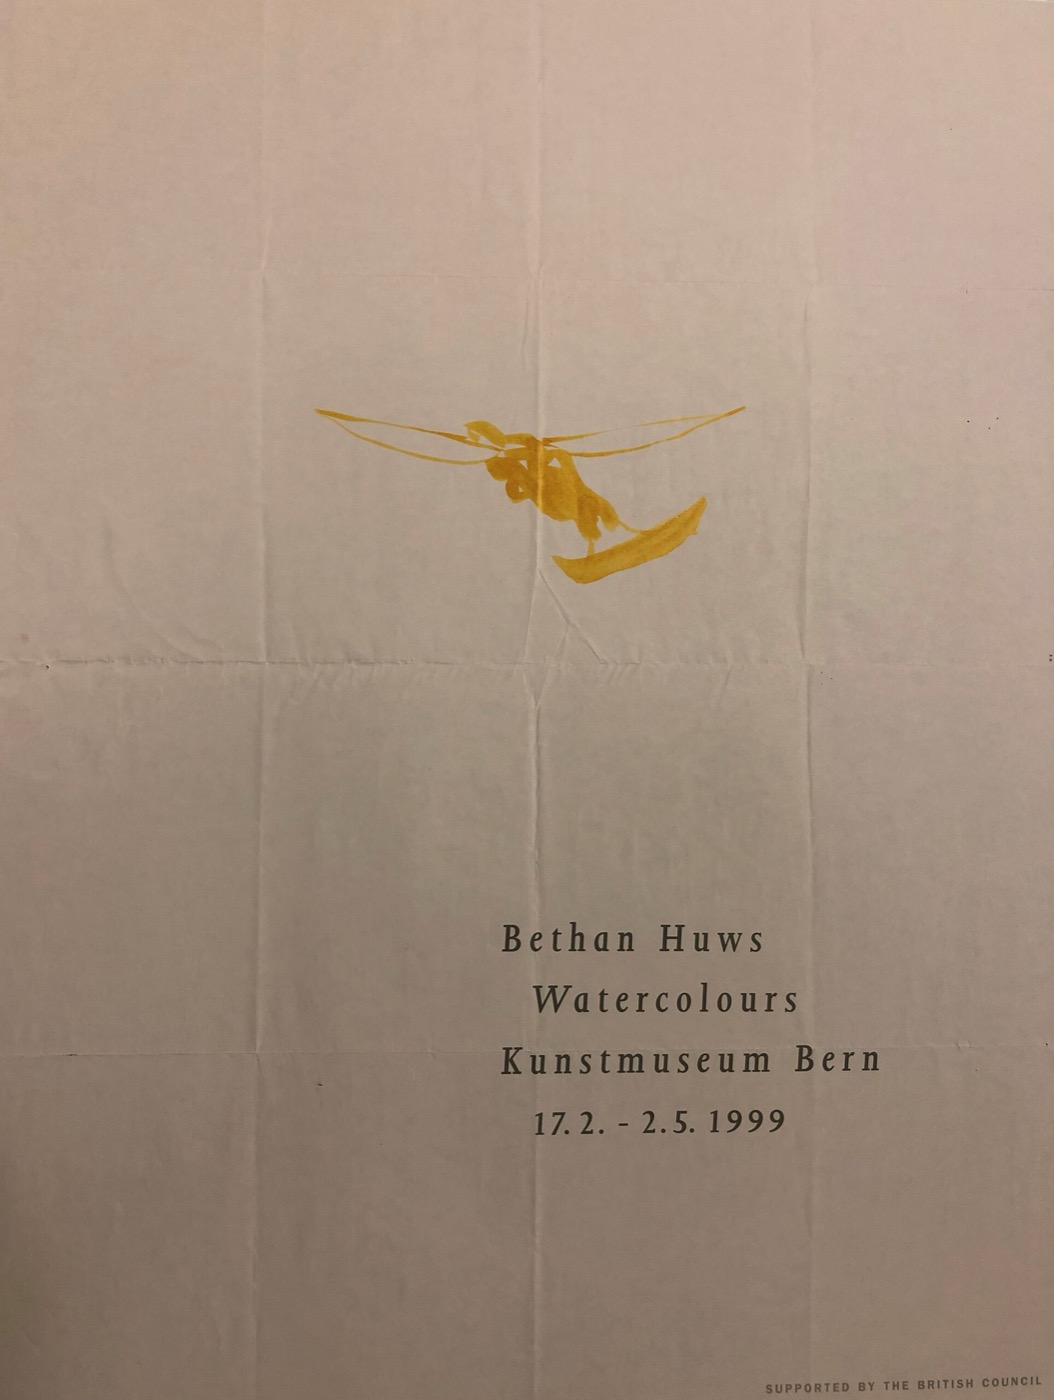 Bethan Huws
Watercolours
Kunstmuseum Bern
17. 2. - 2. 5. 1999
SUPPORTED BY THE BRITISH COUNCIL